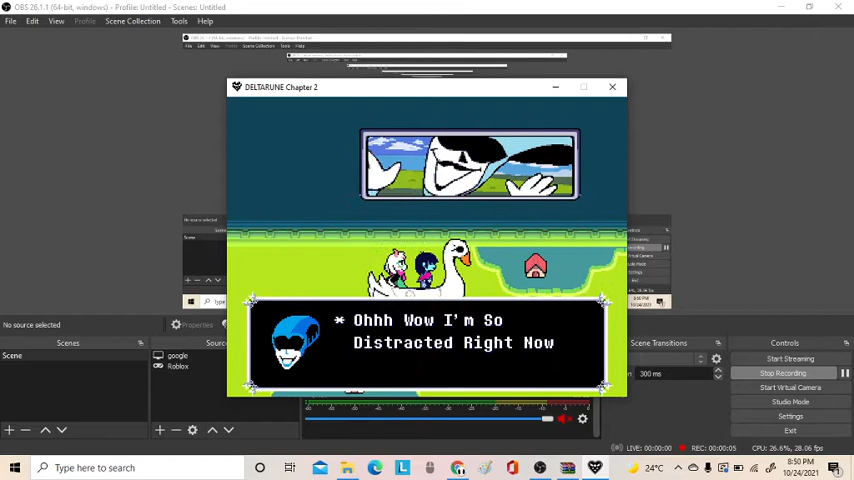 OBS 26.1.1 (64-bit, windows) - Profile: Untitled - Scenes: Untitled
File Edit View Profile Scene Collection Tools Help
DELTARUNE Chapter 2
* Ohhh Wow I'm So
Distracted Right Now
No source selected
Properties
Scenes
Scene
google
Roblox
Scene Transitions
300 ms
Controls
Start Streaming
Stop Recording
Start Virtual Camera
Studio Mode
Settings
Exit
LIVE: 00:00:00
REC: 00:00:05
CPU: 26.6%, 28.06 fps
Type here to search
24°C
8:50 PM
10/24/2021